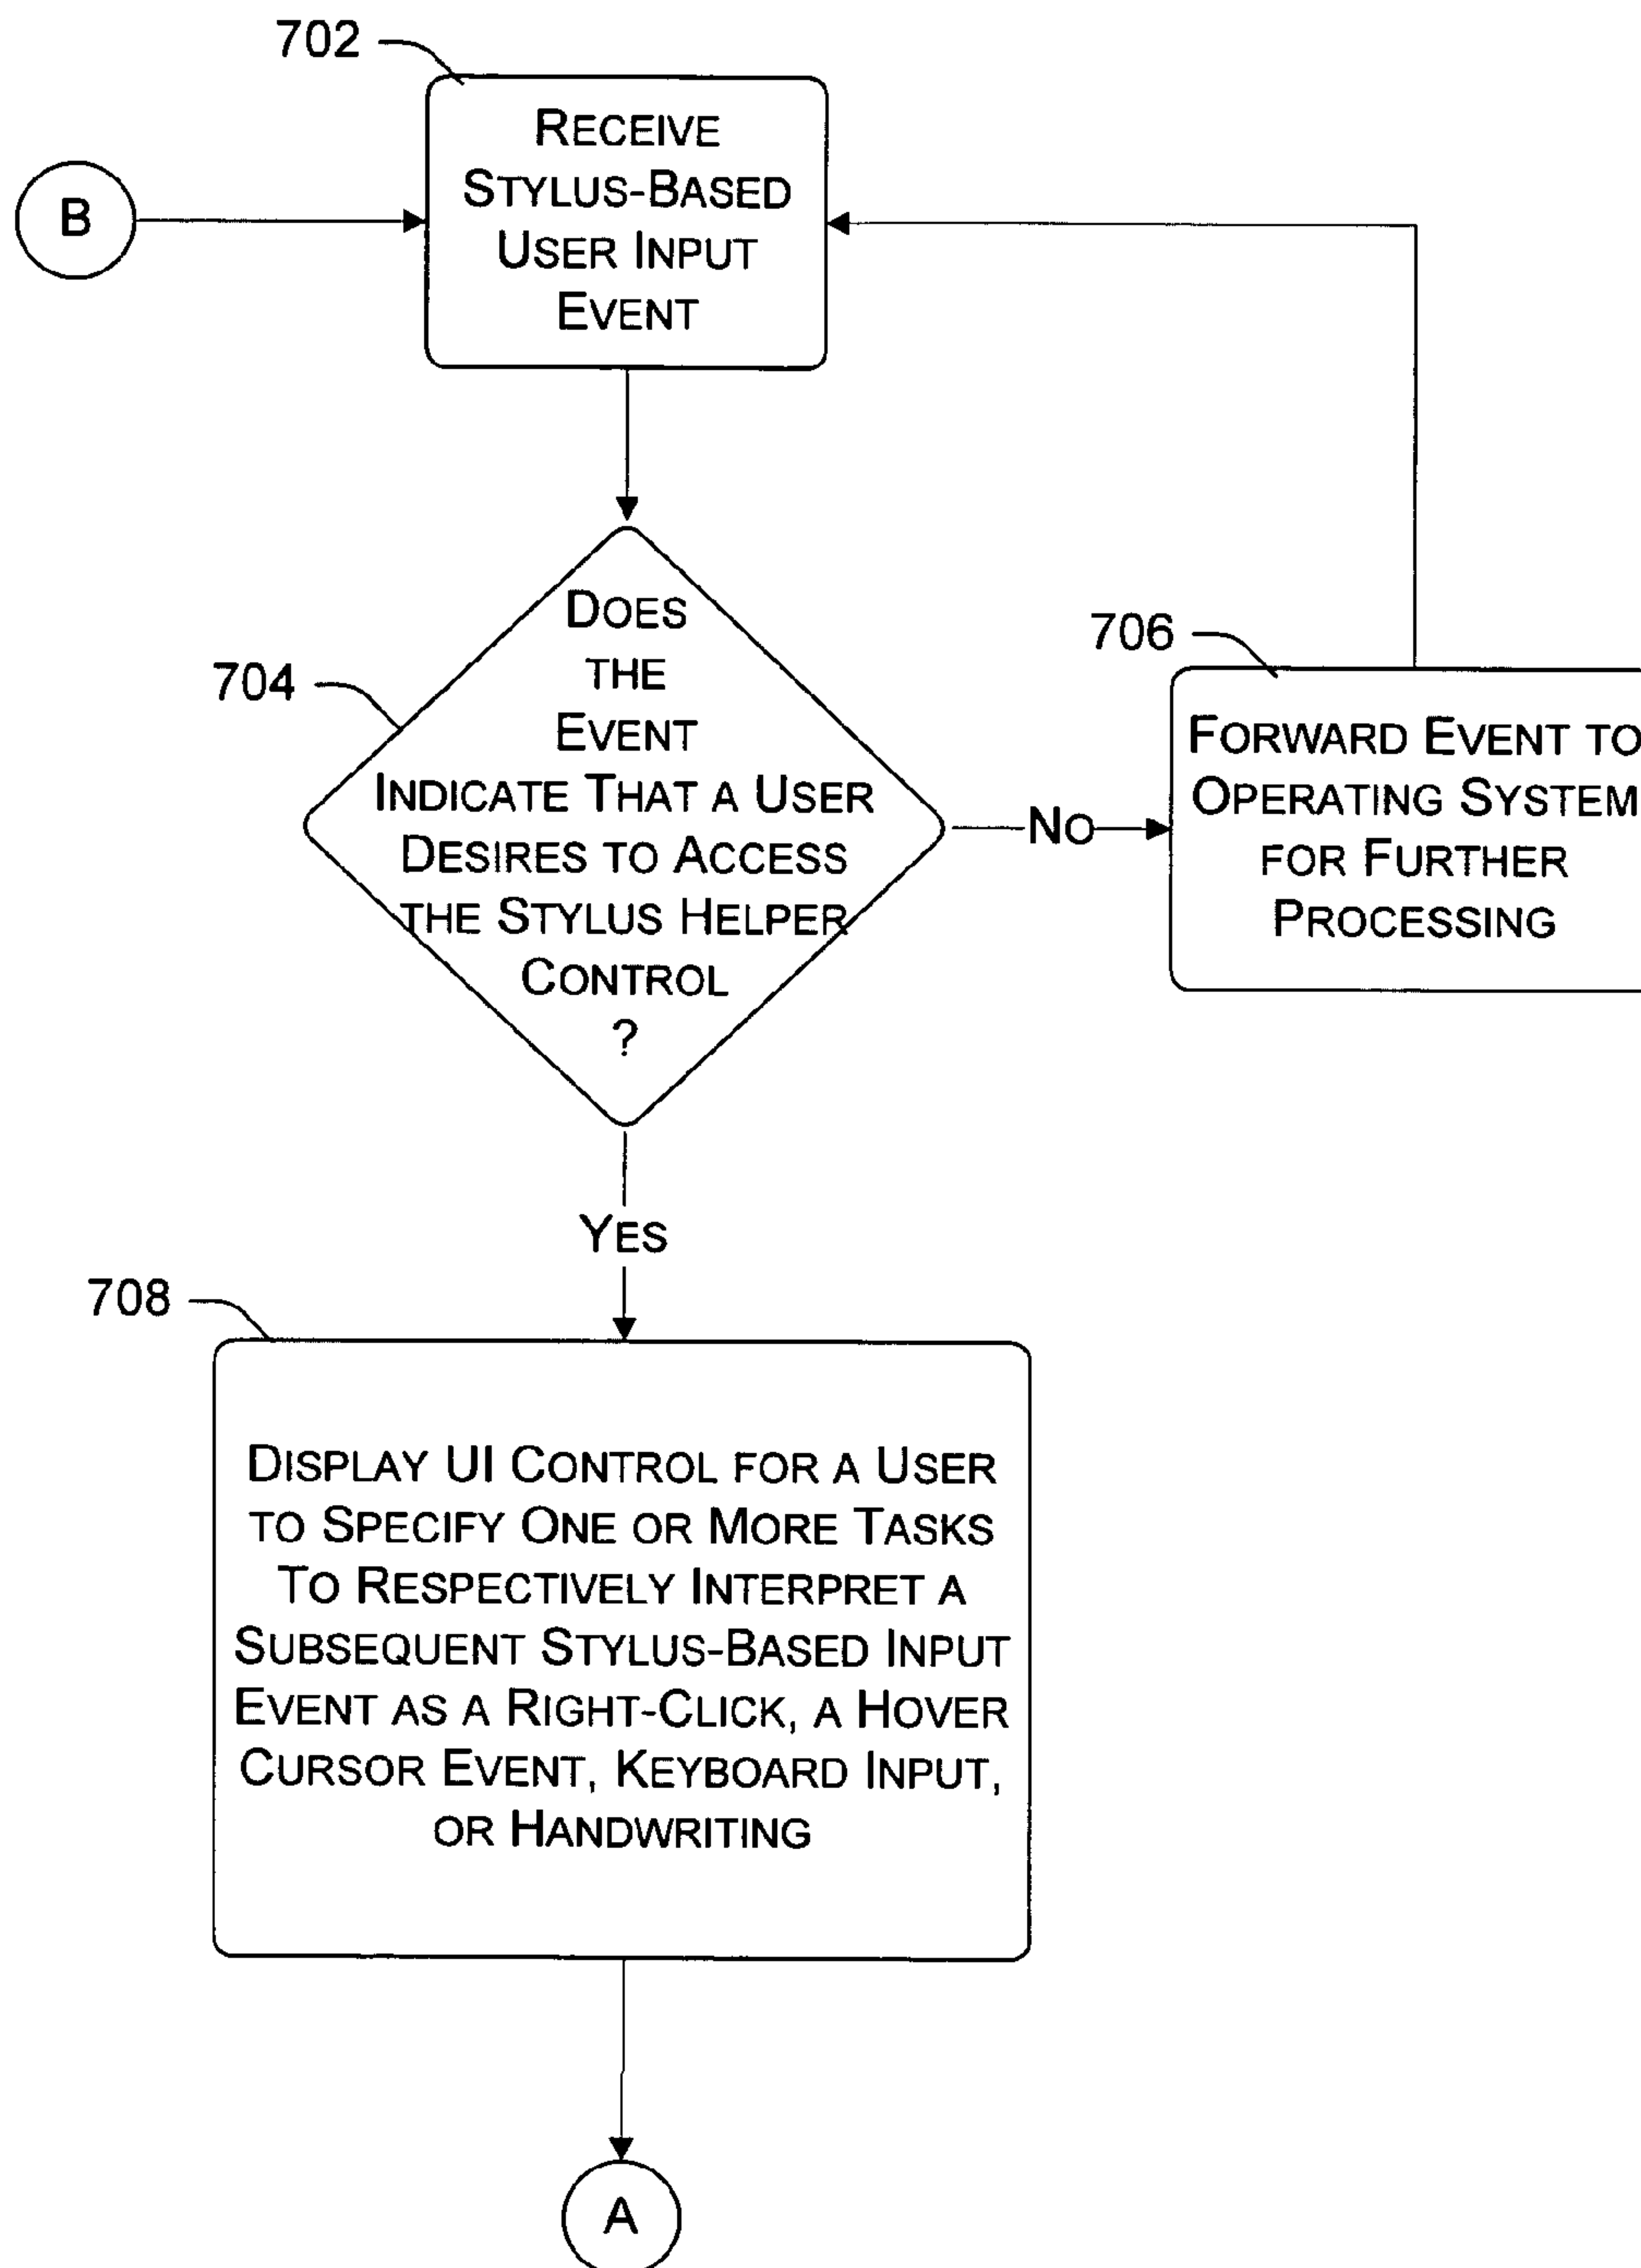 702
RECEIVE
STYLUS-BASED
USER INPUT
EVENT
B
704
DOES
THE
EVENT
INDICATE THAT A USER
DESIRES TO ACCESS
THE STYLUS HELPER
CONTROL
?
NO
706
FORWARD EVENT TO
OPERATING SYSTEM
FOR FURTHER
PROCESSING
YES
708
DISPLAY UI CONTROL FOR A USER
TO SPECIFY ONE OR MORE TASKS
TO RESPECTIVELY INTERPRET A
SUBSEQUENT STYLUS-BASED INPUT
EVENT AS A RIGHT-CLICK, A HOVER
CURSOR EVENT, KEYBOARD INPUT,
OR HANDWRITING
A